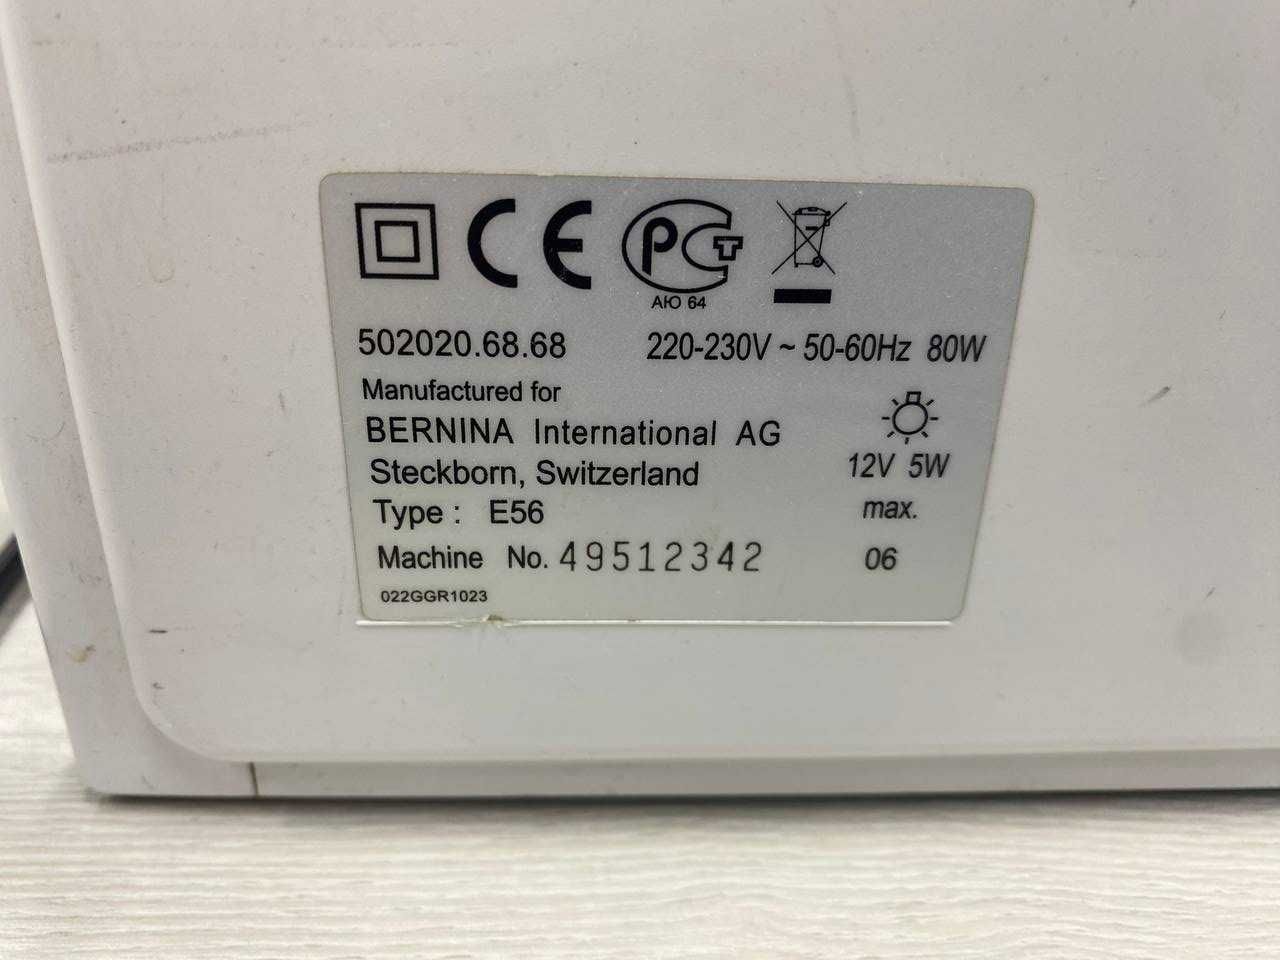 CE PCT
АЮ 64
502020.68.68 220-230V ~ 50-60Hz 80W
Manufactured for
BERNINA International AG
Steckborn, Switzerland 12V 5W
Type : E56 max.
Machine No. 49512342 06
022GGR1023